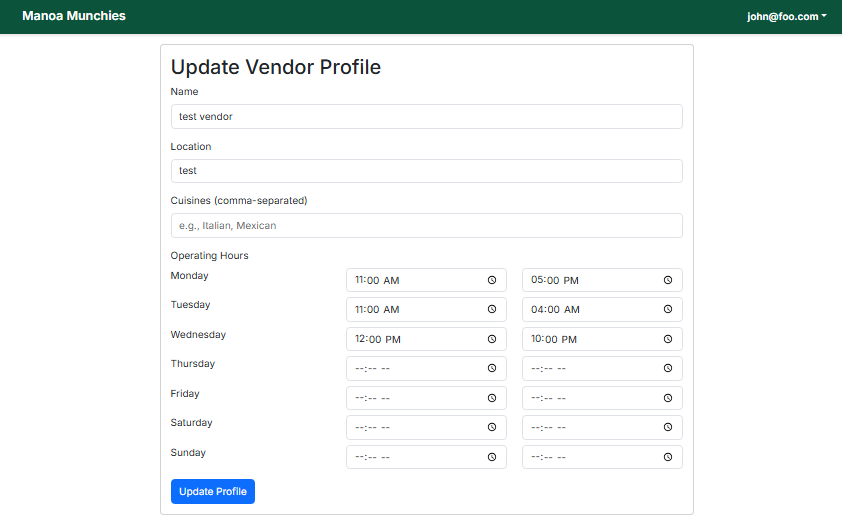 Manoa Munchies john@foo.com
Update Vendor Profile
Name
test vendor
Location
test
Cuisines (comma-separated)
e.g., Italian, Mexican
Operating Hours
Monday 11:00 AM 05:00 PM
Tuesday 11:00 AM 04:00 AM
Wednesday 12:00 PM 10:00 PM
Thursday --:-- -- --:-- --
Friday --:-- -- --:-- --
Saturday --:-- -- --:-- --
Sunday --:-- -- --:-- --
Update Profile